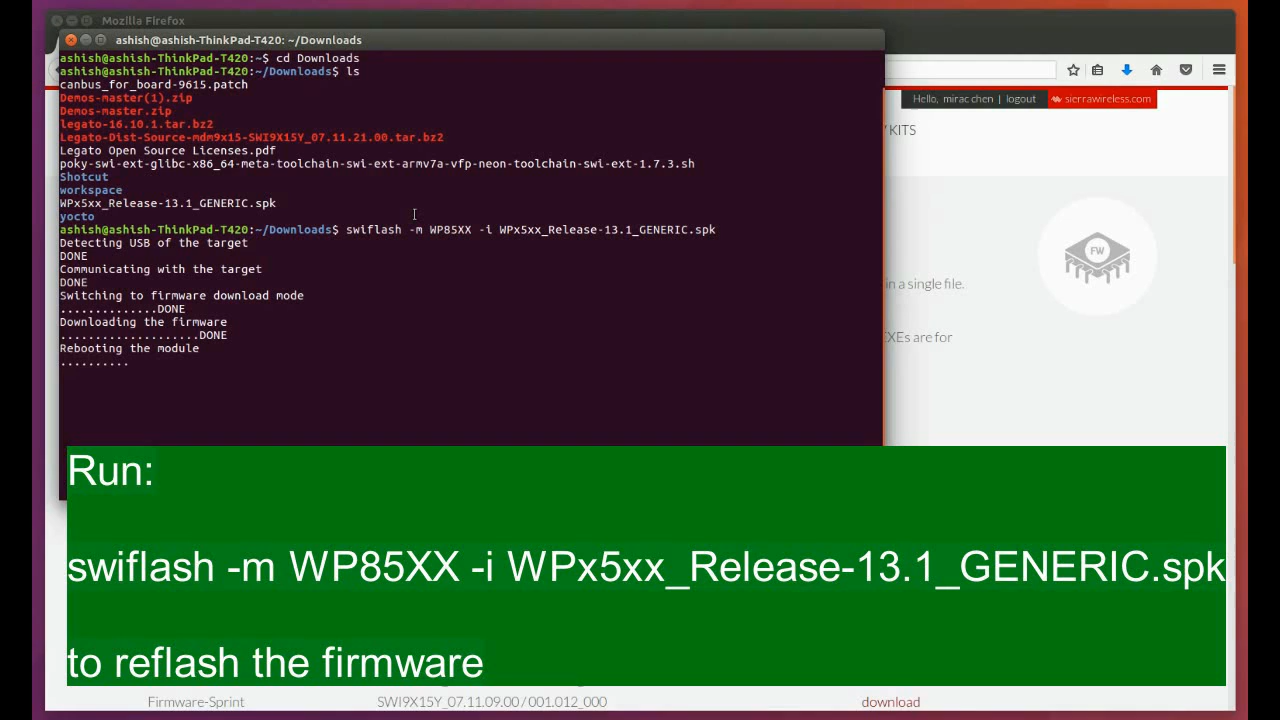 Mozilla Firefox
ashish@ashish-ThinkPad-T420: ~/Downloads
ashish@ashish-ThinkPad-T420:~$ cd Downloads
ashish@ashish-ThinkPad-T420:~/Downloads$ ls
canbus_for_board-9615.patch
Demos-master(1).zip
Demos-master.zip
legato-16.10.1.tar.bz2
Legato-Dist-Source-mdm9x15-SWI9X15Y_07.11.21.00.tar.bz2
Legato Open Source Licenses.pdf
poky-swi-ext-glibc-x86_64-meta-toolchain-swi-ext-armv7a-vfp-neon-toolchain-swi-ext-1.7.3.sh
Shotcut
workspace
WPx5xx_Release-13.1_GENERIC.spk
yocto
ashish@ashish-ThinkPad-T420:~/Downloads$ swiflash -m WP85XX -i WPx5xx_Release-13.1_GENERIC.spk
Detecting USB of the target
DONE
Communicating with the target
DONE
Switching to firmware download mode
..............DONE
Downloading the firmware
....................DONE
Rebooting the module
..........
Hello, mirac chen | logout
sierrawireless.com
/ KITS
FW
in a single file.
EXEs are for
Run:
swiflash -m WP85XX -i WPx5xx_Release-13.1_GENERIC.spk
to reflash the firmware
Firmware-Sprint SWI9X15Y_07.11.09.00 / 001.012_000 download